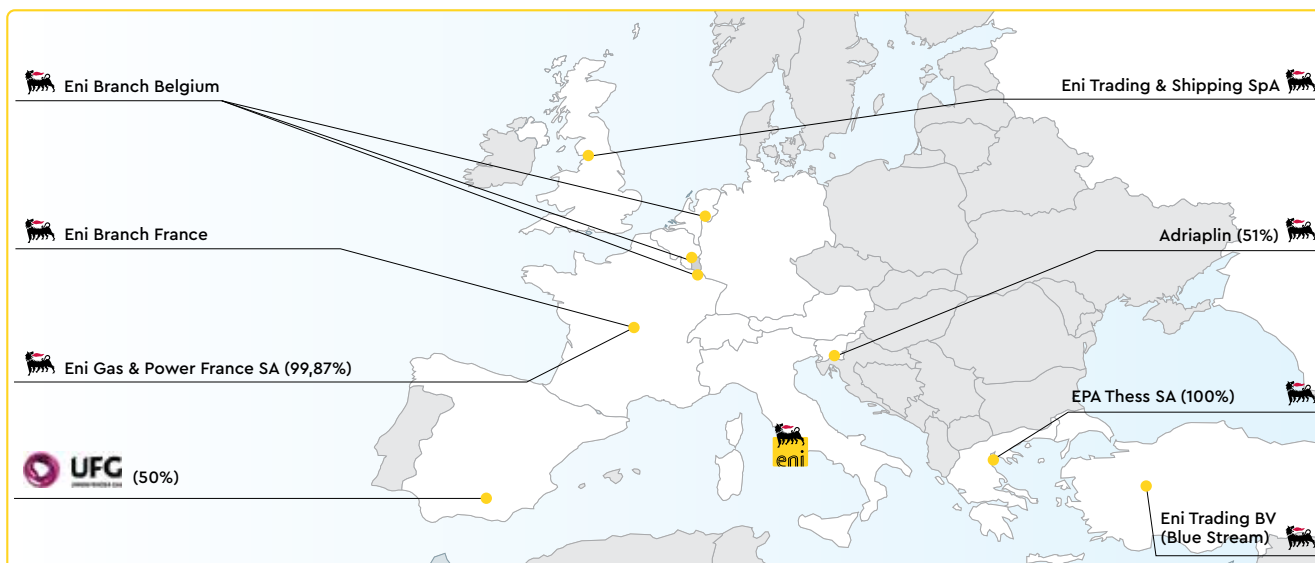 Eni Branch Belgium
Eni Trading & Shipping SpA
Eni Branch France
Adriaplin (51%)
Eni Gas & Power France SA (99,87%)
EPA Thess SA (100%)
eni
UFG (50%)
Eni Trading BV
(Blue Stream)